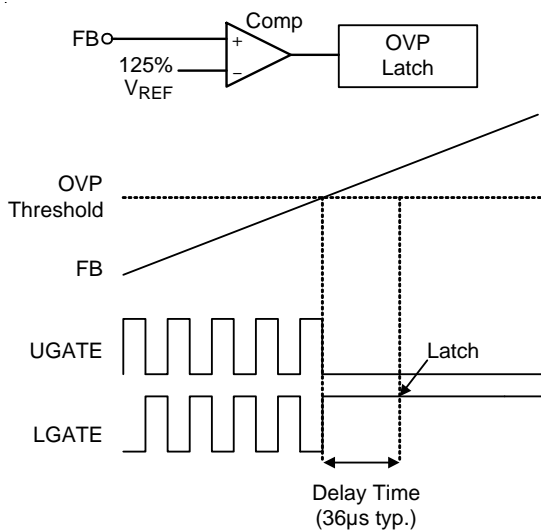 Comp
FB
+
125%
VREF
−
OVP
Latch
OVP
Threshold
FB
UGATE
Latch
LGATE
Delay Time
(36µs typ.)